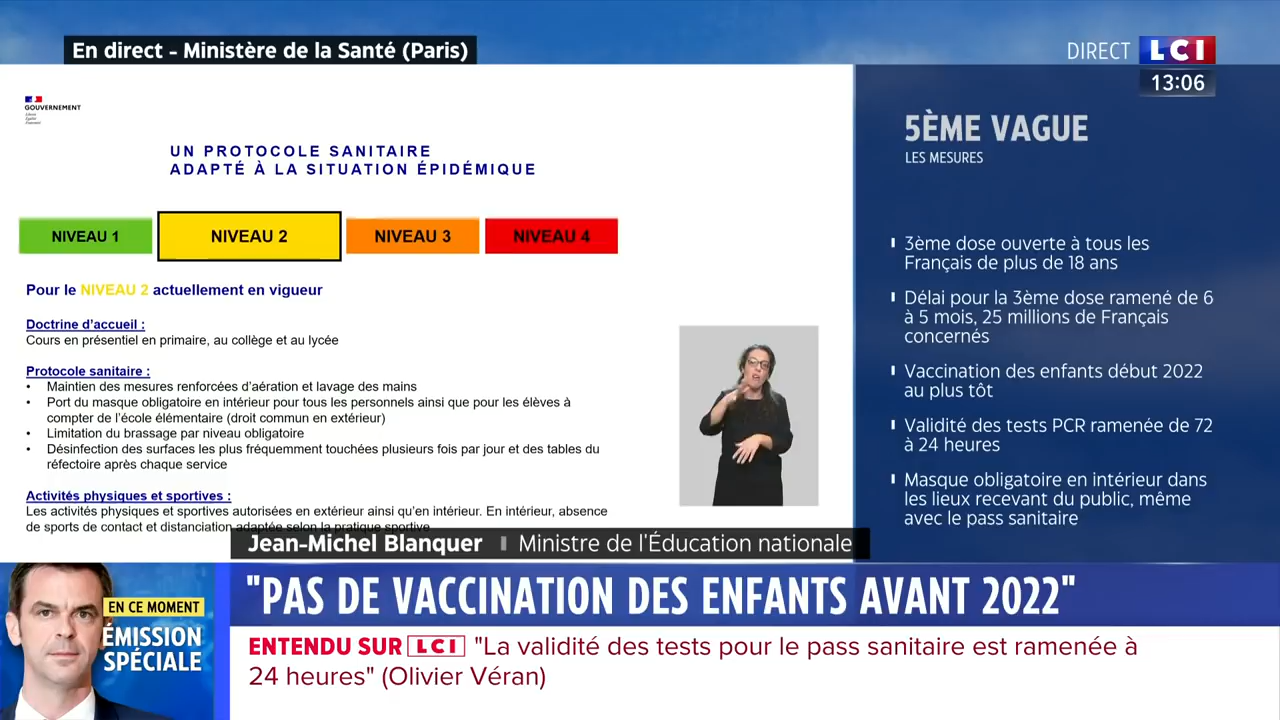 En direct - Ministère de la Santé (Paris)
DIRECT LCI
13:06
GOUVERNEMENT
Liberté
Égalité
Fraternité
UN PROTOCOLE SANITAIRE
ADAPTÉ À LA SITUATION ÉPIDÉMIQUE
NIVEAU 1
NIVEAU 2
NIVEAU 3
NIVEAU 4
Pour le NIVEAU 2 actuellement en vigueur
Doctrine d'accueil :
Cours en présentiel en primaire, au collège et au lycée
Protocole sanitaire :
• Maintien des mesures renforcées d'aération et lavage des mains
• Port du masque obligatoire en intérieur pour tous les personnels ainsi que pour les élèves à
compter de l'école élémentaire (droit commun en extérieur)
• Limitation du brassage par niveau obligatoire
• Désinfection des surfaces les plus fréquemment touchées plusieurs fois par jour et des tables du
réfectoire après chaque service
Activités physiques et sportives :
Les activités physiques et sportives autorisées en extérieur ainsi qu'en intérieur. En intérieur, absence
de sports de contact et distanciation adaptée selon la pratique sportive
5ÈME VAGUE
LES MESURES
3ème dose ouverte à tous les
Français de plus de 18 ans
Délai pour la 3ème dose ramené de 6
à 5 mois, 25 millions de Français
concernés
Vaccination des enfants début 2022
au plus tôt
Validité des tests PCR ramenée de 72
à 24 heures
Masque obligatoire en intérieur dans
les lieux recevant du public, même
avec le pass sanitaire
Jean-Michel Blanquer Ministre de l'Éducation nationale
"PAS DE VACCINATION DES ENFANTS AVANT 2022"
EN CE MOMENT
ÉMISSION
SPÉCIALE
ENTENDU SUR LCI "La validité des tests pour le pass sanitaire est ramenée à
24 heures" (Olivier Véran)